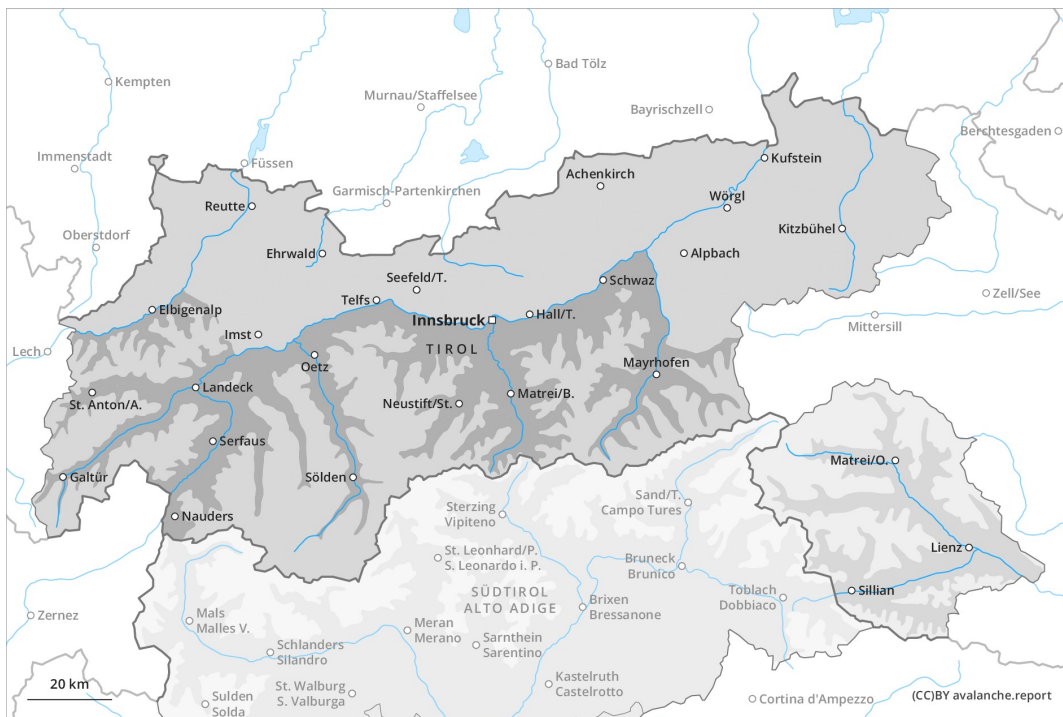 Kempten
Bad Tölz
Murnau/Staffelsee
Bayrischzell
Berchtesgaden
Immenstadt
Füssen
Kufstein
Achenkirch
Garmisch-Partenkirchen
Reutte
Wörgl
Oberstdorf
Kitzbühel
Ehrwald
Alpbach
Seefeld/T.
Schwaz
Zell/See
Telfs
Elbigenalp
Innsbruck
Hall/T.
Mittersill
Imst
Lech
TIROL
Oetz
Mayrhofen
Landeck
St. Anton/A.
Neustift/St.
Matrei/B.
Serfaus
Matrei/O.
Galtür
Sölden
Sand/T.
Campo Tures
Sterzing
Vipiteno
Nauders
Lienz
St. Leonhard/P.
S. Leonardo i. P.
Bruneck
Brunico
SÜDTIROL
ALTO ADIGE
Toblach
Dobbiaco
Sillian
Brixen
Bressanone
Zernez
Mals
Malles V.
Meran
Merano
Sarnthein
Sarentino
Schlanders
Silandro
Kastelruth
Castelrotto
20 km
St. Walburg
S. Valburga
Sulden
Solda
Cortina d'Ampezzo
(CC)BY avalanche.report